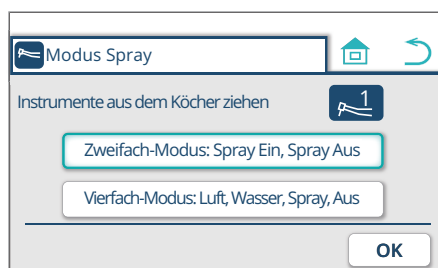 Modus Spray
Instrumente aus dem Köcher ziehen
1
Zweifach-Modus: Spray Ein, Spray Aus
Vierfach-Modus: Luft, Wasser, Spray, Aus
OK